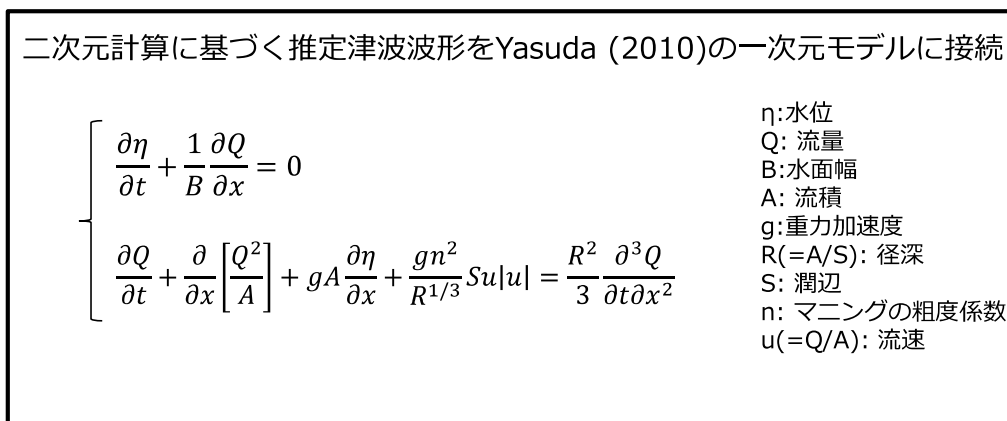 二次元計算に基づく推定津波波形をYasuda (2010)の一次元モデルに接続
∂η/∂t + 1/B ∂Q/∂x = 0
∂Q/∂t + ∂/∂x [Q²/A] + gA ∂η/∂x + gn²/R^{1/3} Su|u| = R²/3 ∂³Q/∂t∂x²
η:水位
Q: 流量
B:水面幅
A: 流積
g:重力加速度
R(=A/S): 径深
S: 潤辺
n: マニングの粗度係数
u(=Q/A): 流速